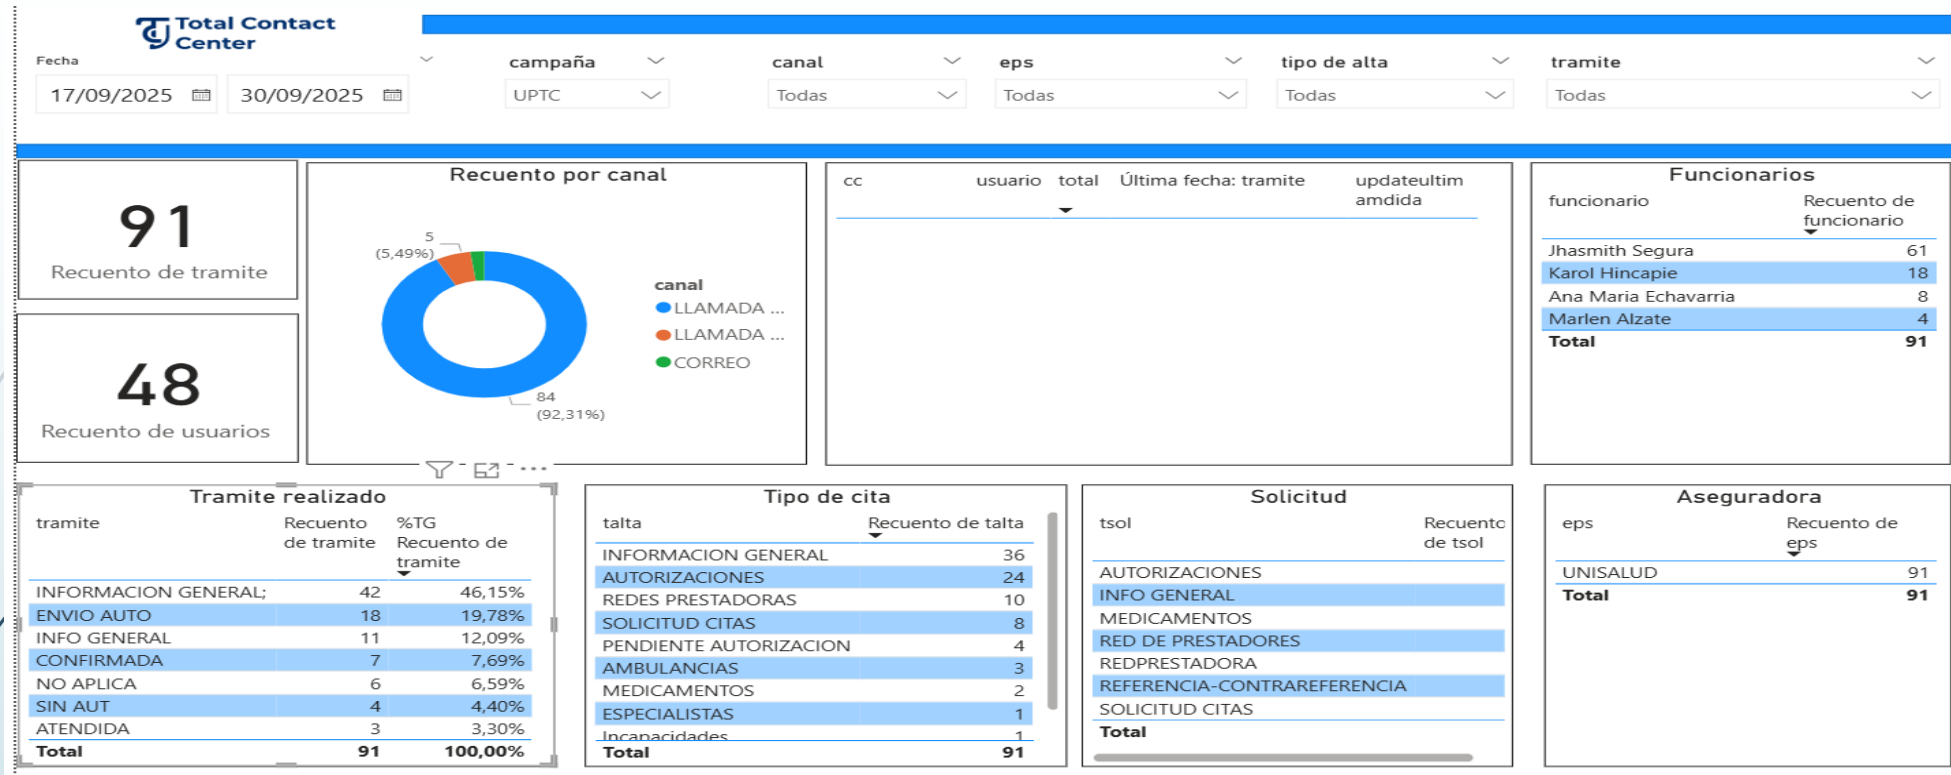 Total Contact
Center
Fecha
17/09/2025 30/09/2025
campaña
UPTC
canal
Todas
eps
Todas
tipo de alta
Todas
tramite
Todas
91
Recuento de tramite
48
Recuento de usuarios
Recuento por canal
5
(5,49%)
84
(92,31%)
canal
LLAMADA ...
LLAMADA ...
CORREO
cc usuario total Última fecha: tramite updateultim
amdida
Funcionarios
funcionario Recuento de
funcionario
Jhasmith Segura 61
Karol Hincapie 18
Ana Maria Echavarria 8
Marlen Alzate 4
Total 91
Tramite realizado
tramite Recuento %TG
de tramite Recuento de
tramite
INFORMACION GENERAL; 42 46,15%
ENVIO AUTO 18 19,78%
INFO GENERAL 11 12,09%
CONFIRMADA 7 7,69%
NO APLICA 6 6,59%
SIN AUT 4 4,40%
ATENDIDA 3 3,30%
Total 91 100,00%
Tipo de cita
talta Recuento de talta
INFORMACION GENERAL 36
AUTORIZACIONES 24
REDES PRESTADORAS 10
SOLICITUD CITAS 8
PENDIENTE AUTORIZACION 4
AMBULANCIAS 3
MEDICAMENTOS 2
ESPECIALISTAS 1
Incapacidades 1
Total 91
Solicitud
tsol Recuento
de tsol
AUTORIZACIONES
INFO GENERAL
MEDICAMENTOS
RED DE PRESTADORES
REDPRESTADORA
REFERENCIA-CONTRAREFERENCIA
SOLICITUD CITAS
Total
Aseguradora
eps Recuento de
eps
UNISALUD 91
Total 91